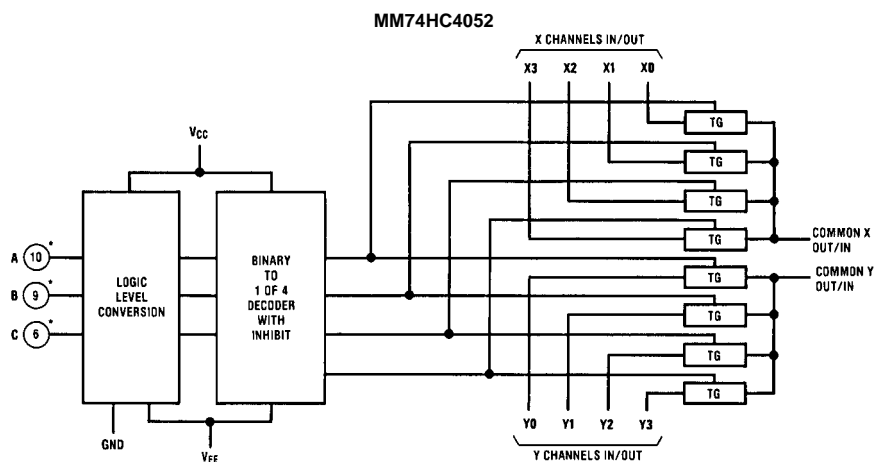 MM74HC4052
X CHANNELS IN/OUT
X3 X2 X1 X0
TG
VCC
TG
TG
TG
COMMON X
OUT/IN
A 10 *
B 9 *
C 6 *
LOGIC
LEVEL
CONVERSION
BINARY
TO
1 OF 4
DECODER
WITH
INHIBIT
TG
COMMON Y
OUT/IN
TG
TG
TG
GND
VEE
Y0 Y1 Y2 Y3
Y CHANNELS IN/OUT